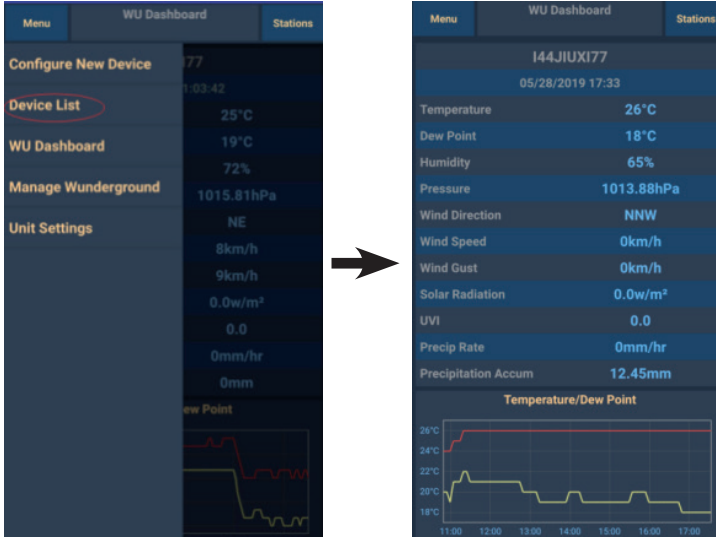 Menu WU Dashboard Stations
Configure New Device
Device List
WU Dashboard
Manage Wunderground
Unit Settings
I77
1:03:42
25°C
19°C
72%
1015.81hPa
NE
8km/h
9km/h
0.0w/m²
0.0
0mm/hr
0mm
ew Point
Menu WU Dashboard Stations
I44JIUXI77
05/28/2019 17:33
Temperature 26°C
Dew Point 18°C
Humidity 65%
Pressure 1013.88hPa
Wind Direction NNW
Wind Speed 0km/h
Wind Gust 0km/h
Solar Radiation 0.0w/m²
UVI 0.0
Precip Rate 0mm/hr
Precipitation Accum 12.45mm
Temperature/Dew Point
26°C
24°C
22°C
20°C
18°C
11:00 12:00 13:00 14:00 15:00 16:00 17:00